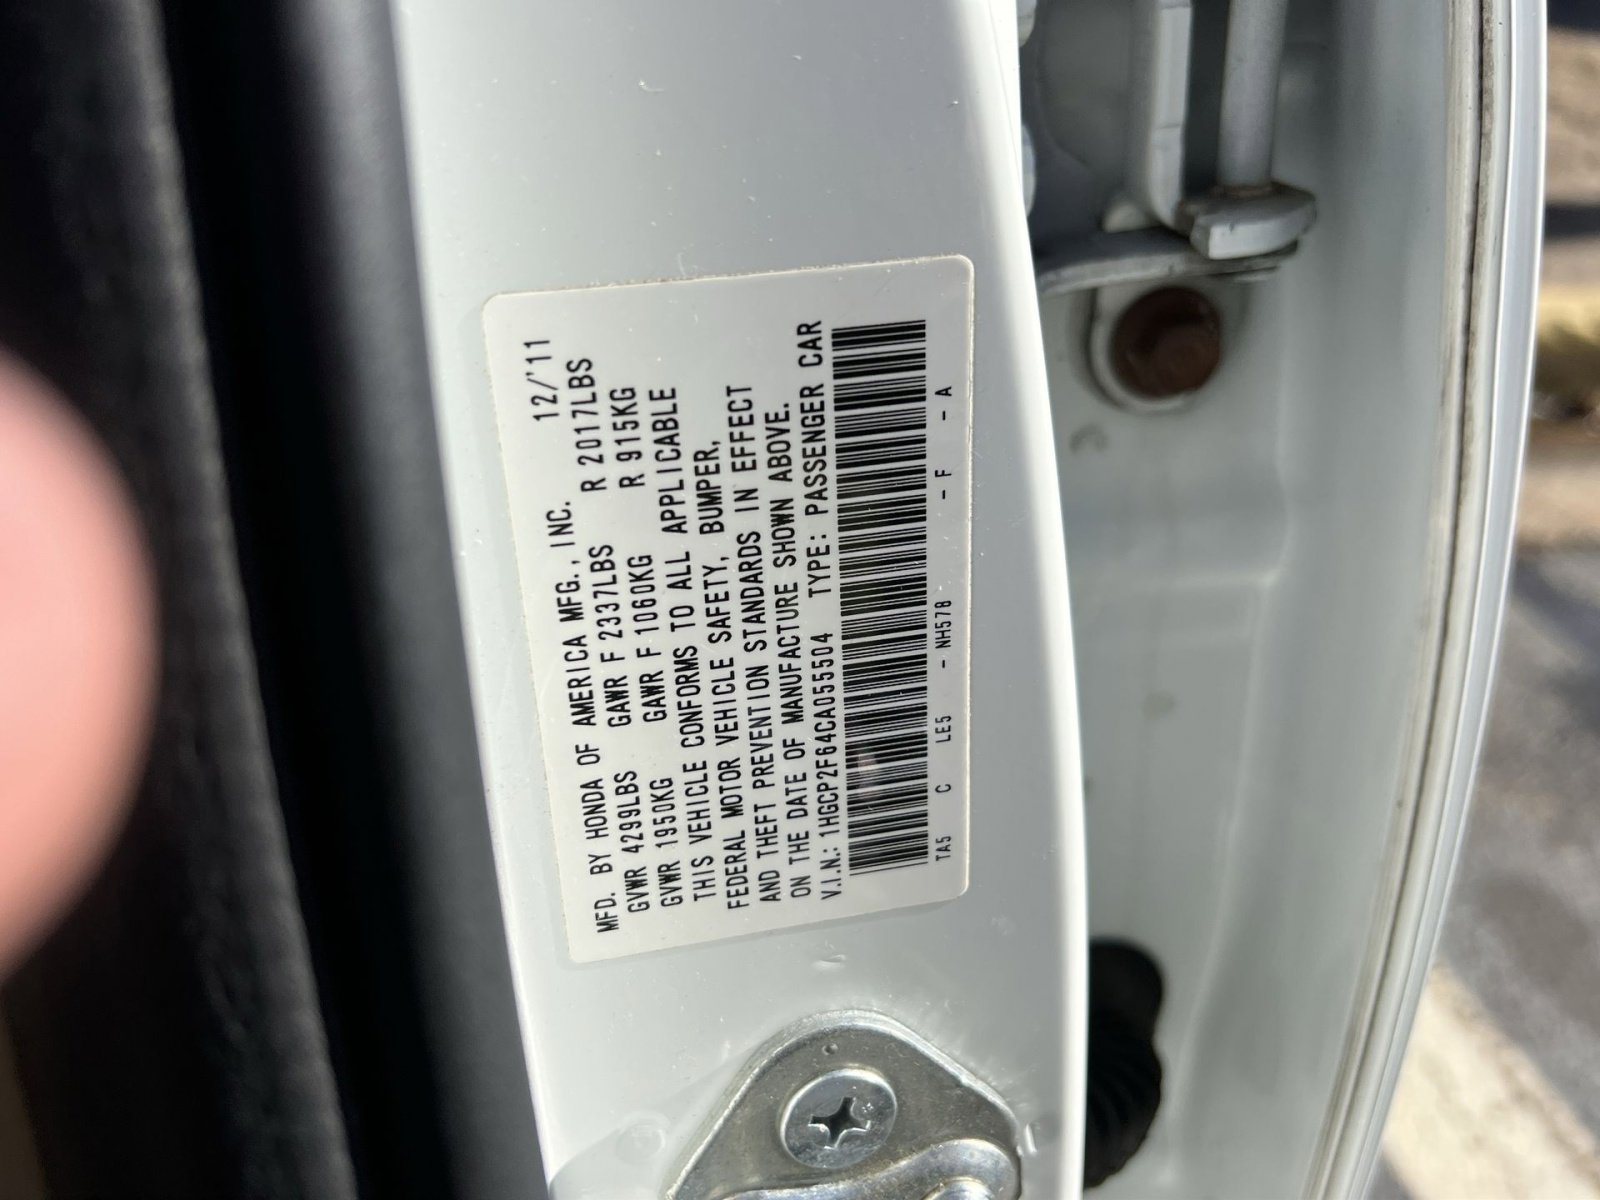 MFD. BY HONDA OF AMERICA MFG., INC. 12/'11
GVWR 4299LBS GAWR F 2337LBS R 2017LBS
GVWR 1950KG GAWR F 1060KG R 915KG
THIS VEHICLE CONFORMS TO ALL APPLICABLE
FEDERAL MOTOR VEHICLE SAFETY, BUMPER,
AND THEFT PREVENTION STANDARDS IN EFFECT
ON THE DATE OF MANUFACTURE SHOWN ABOVE.
V.I.N.: 1HGCP2F64CA055504 TYPE: PASSENGER CAR
TA5 C LE5 - NH578 - F - A